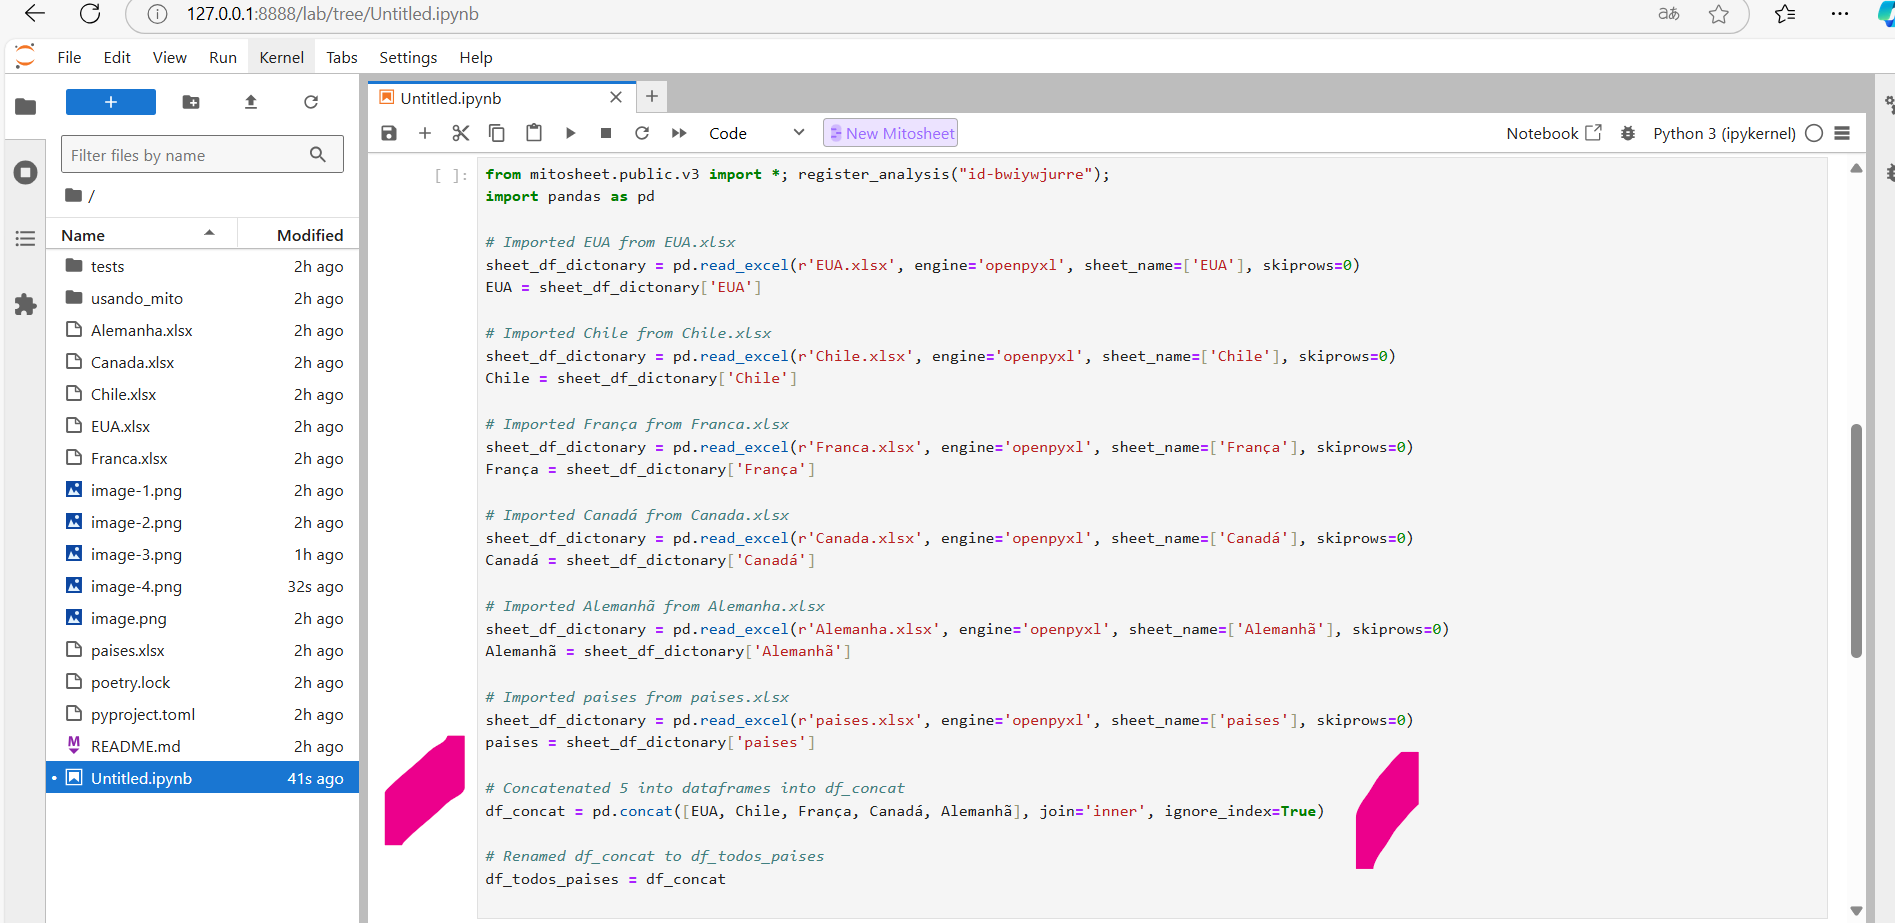 127.0.0.1:8888/lab/tree/Untitled.ipynb
File Edit View Run Kernel Tabs Settings Help
Untitled.ipynb
Code
New Mitosheet
Notebook
Python 3 (ipykernel)
Filter files by name
/
Name Modified
tests 2h ago
usando_mito 2h ago
Alemanha.xlsx 2h ago
Canada.xlsx 2h ago
Chile.xlsx 2h ago
EUA.xlsx 2h ago
Franca.xlsx 2h ago
image-1.png 2h ago
image-2.png 2h ago
image-3.png 1h ago
image-4.png 32s ago
image.png 2h ago
paises.xlsx 2h ago
poetry.lock 2h ago
pyproject.toml 2h ago
README.md 2h ago
Untitled.ipynb 41s ago
[ ]:
from mitosheet.public.v3 import *; register_analysis("id-bwiywjurre");
import pandas as pd
# Imported EUA from EUA.xlsx
sheet_df_dictonary = pd.read_excel(r'EUA.xlsx', engine='openpyxl', sheet_name=['EUA'], skiprows=0)
EUA = sheet_df_dictonary['EUA']
# Imported Chile from Chile.xlsx
sheet_df_dictonary = pd.read_excel(r'Chile.xlsx', engine='openpyxl', sheet_name=['Chile'], skiprows=0)
Chile = sheet_df_dictonary['Chile']
# Imported França from Franca.xlsx
sheet_df_dictonary = pd.read_excel(r'Franca.xlsx', engine='openpyxl', sheet_name=['França'], skiprows=0)
França = sheet_df_dictonary['França']
# Imported Canadá from Canada.xlsx
sheet_df_dictonary = pd.read_excel(r'Canada.xlsx', engine='openpyxl', sheet_name=['Canadá'], skiprows=0)
Canadá = sheet_df_dictonary['Canadá']
# Imported Alemanhã from Alemanha.xlsx
sheet_df_dictonary = pd.read_excel(r'Alemanha.xlsx', engine='openpyxl', sheet_name=['Alemanhã'], skiprows=0)
Alemanhã = sheet_df_dictonary['Alemanhã']
# Imported paises from paises.xlsx
sheet_df_dictonary = pd.read_excel(r'paises.xlsx', engine='openpyxl', sheet_name=['paises'], skiprows=0)
paises = sheet_df_dictonary['paises']
# Concatenated 5 into dataframes into df_concat
df_concat = pd.concat([EUA, Chile, França, Canadá, Alemanhã], join='inner', ignore_index=True)
# Renamed df_concat to df_todos_paises
df_todos_paises = df_concat